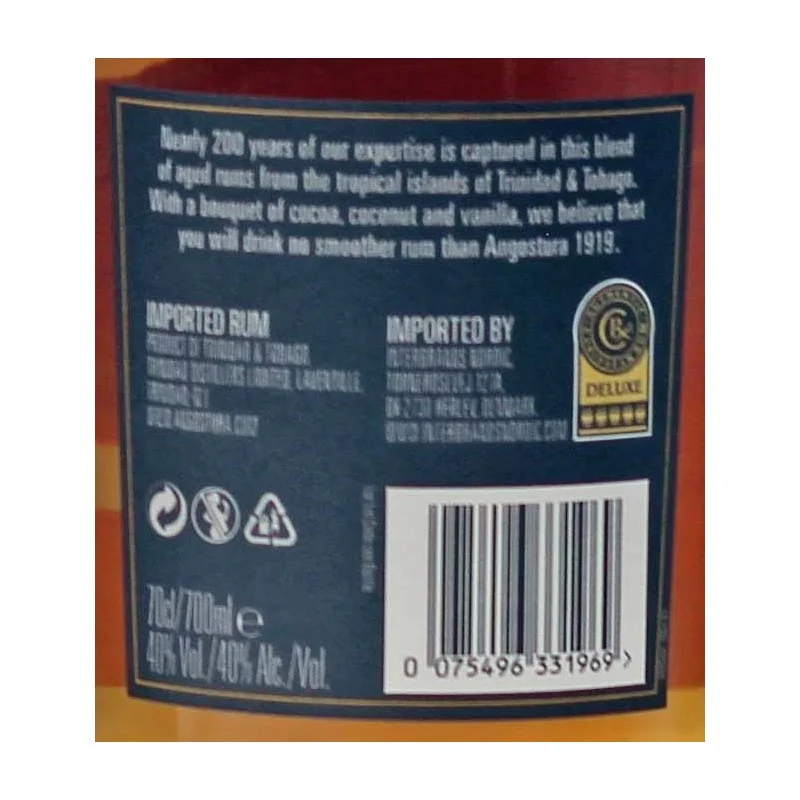 Nearly 200 years of our expertise is captured in this blend
of aged rums from the tropical islands of Trinidad & Tobago.
With a bouquet of cocoa, coconut and vanilla, we believe that
you will drink no smoother rum than Angostura 1919.
IMPORTED RUM
PRODUCT OF TRINIDAD & TOBAGO.
TRINIDAD DISTILLERS LIMITED, LAVENTILLE,
TRINIDAD
WWW.ANGOSTURA.COM
IMPORTED BY
INTERBRANDS NORDIC,
DK 2730 HERLEV, DENMARK
WWW.INTERBRANDSNORDIC.COM
AUTHENTIC
DELUXE
70cl/700ml e
40% Vol./40% Alc./Vol.
0 075496 331969 >